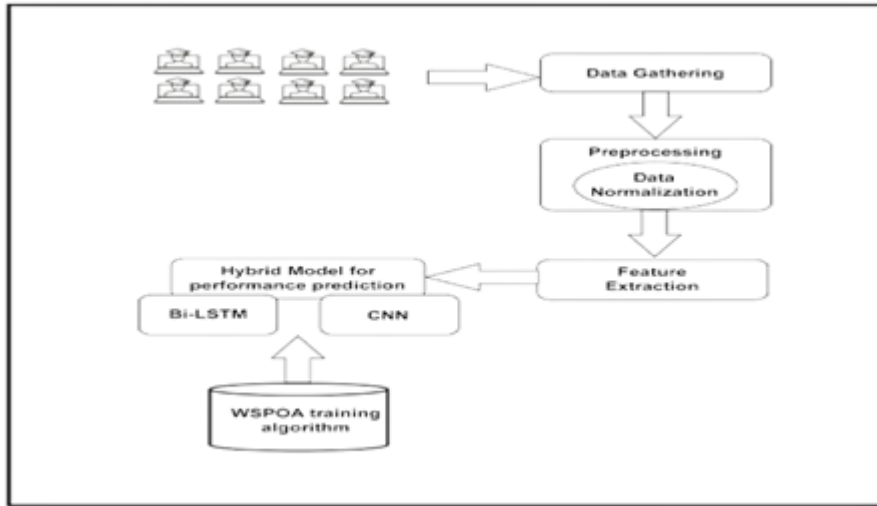 Data Gathering
Preprocessing
Data
Normalization
Feature
Extraction
Hybrid Model for
performance prediction
Bi-LSTM
CNN
WSPOA training
algorithm